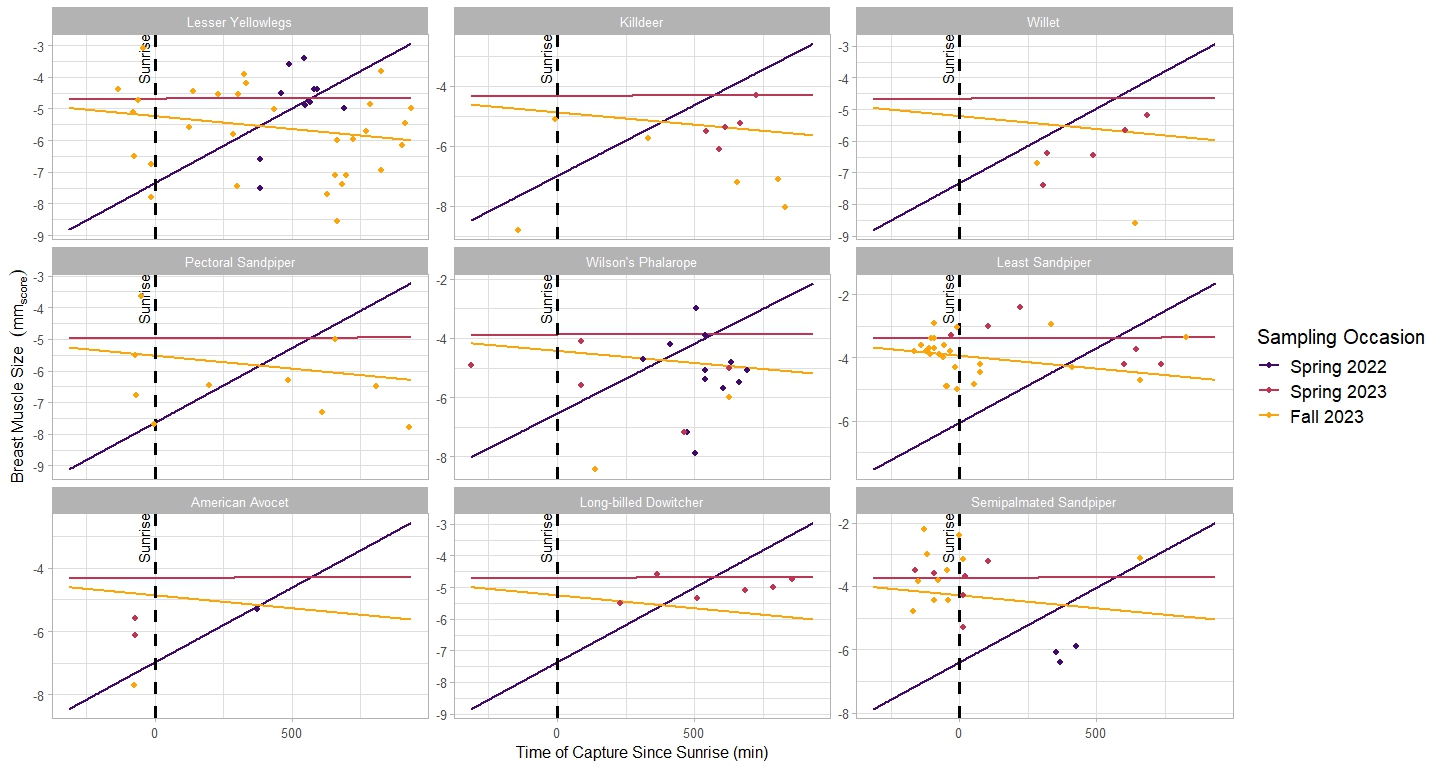 Lesser Yellowlegs
Killdeer
Willet
-3
-4
-5
-6
-7
-8
-9
Sunrise
-4
-6
-8
Sunrise
-3
-4
-5
-6
-7
-8
-9
Sunrise
Pectoral Sandpiper
Wilson's Phalarope
Least Sandpiper
-3
-4
-5
-6
-7
-8
-9
Sunrise
-2
-4
-6
-8
Sunrise
-2
-4
-6
Sunrise
American Avocet
Long-billed Dowitcher
Semipalmated Sandpiper
-4
-6
-8
Sunrise
-3
-4
-5
-6
-7
-8
-9
Sunrise
-2
-4
-6
-8
Sunrise
0 500
0 500
0 500
Time of Capture Since Sunrise (min)
Breast Muscle Size (mmscore)
Sampling Occasion
Spring 2022
Spring 2023
Fall 2023